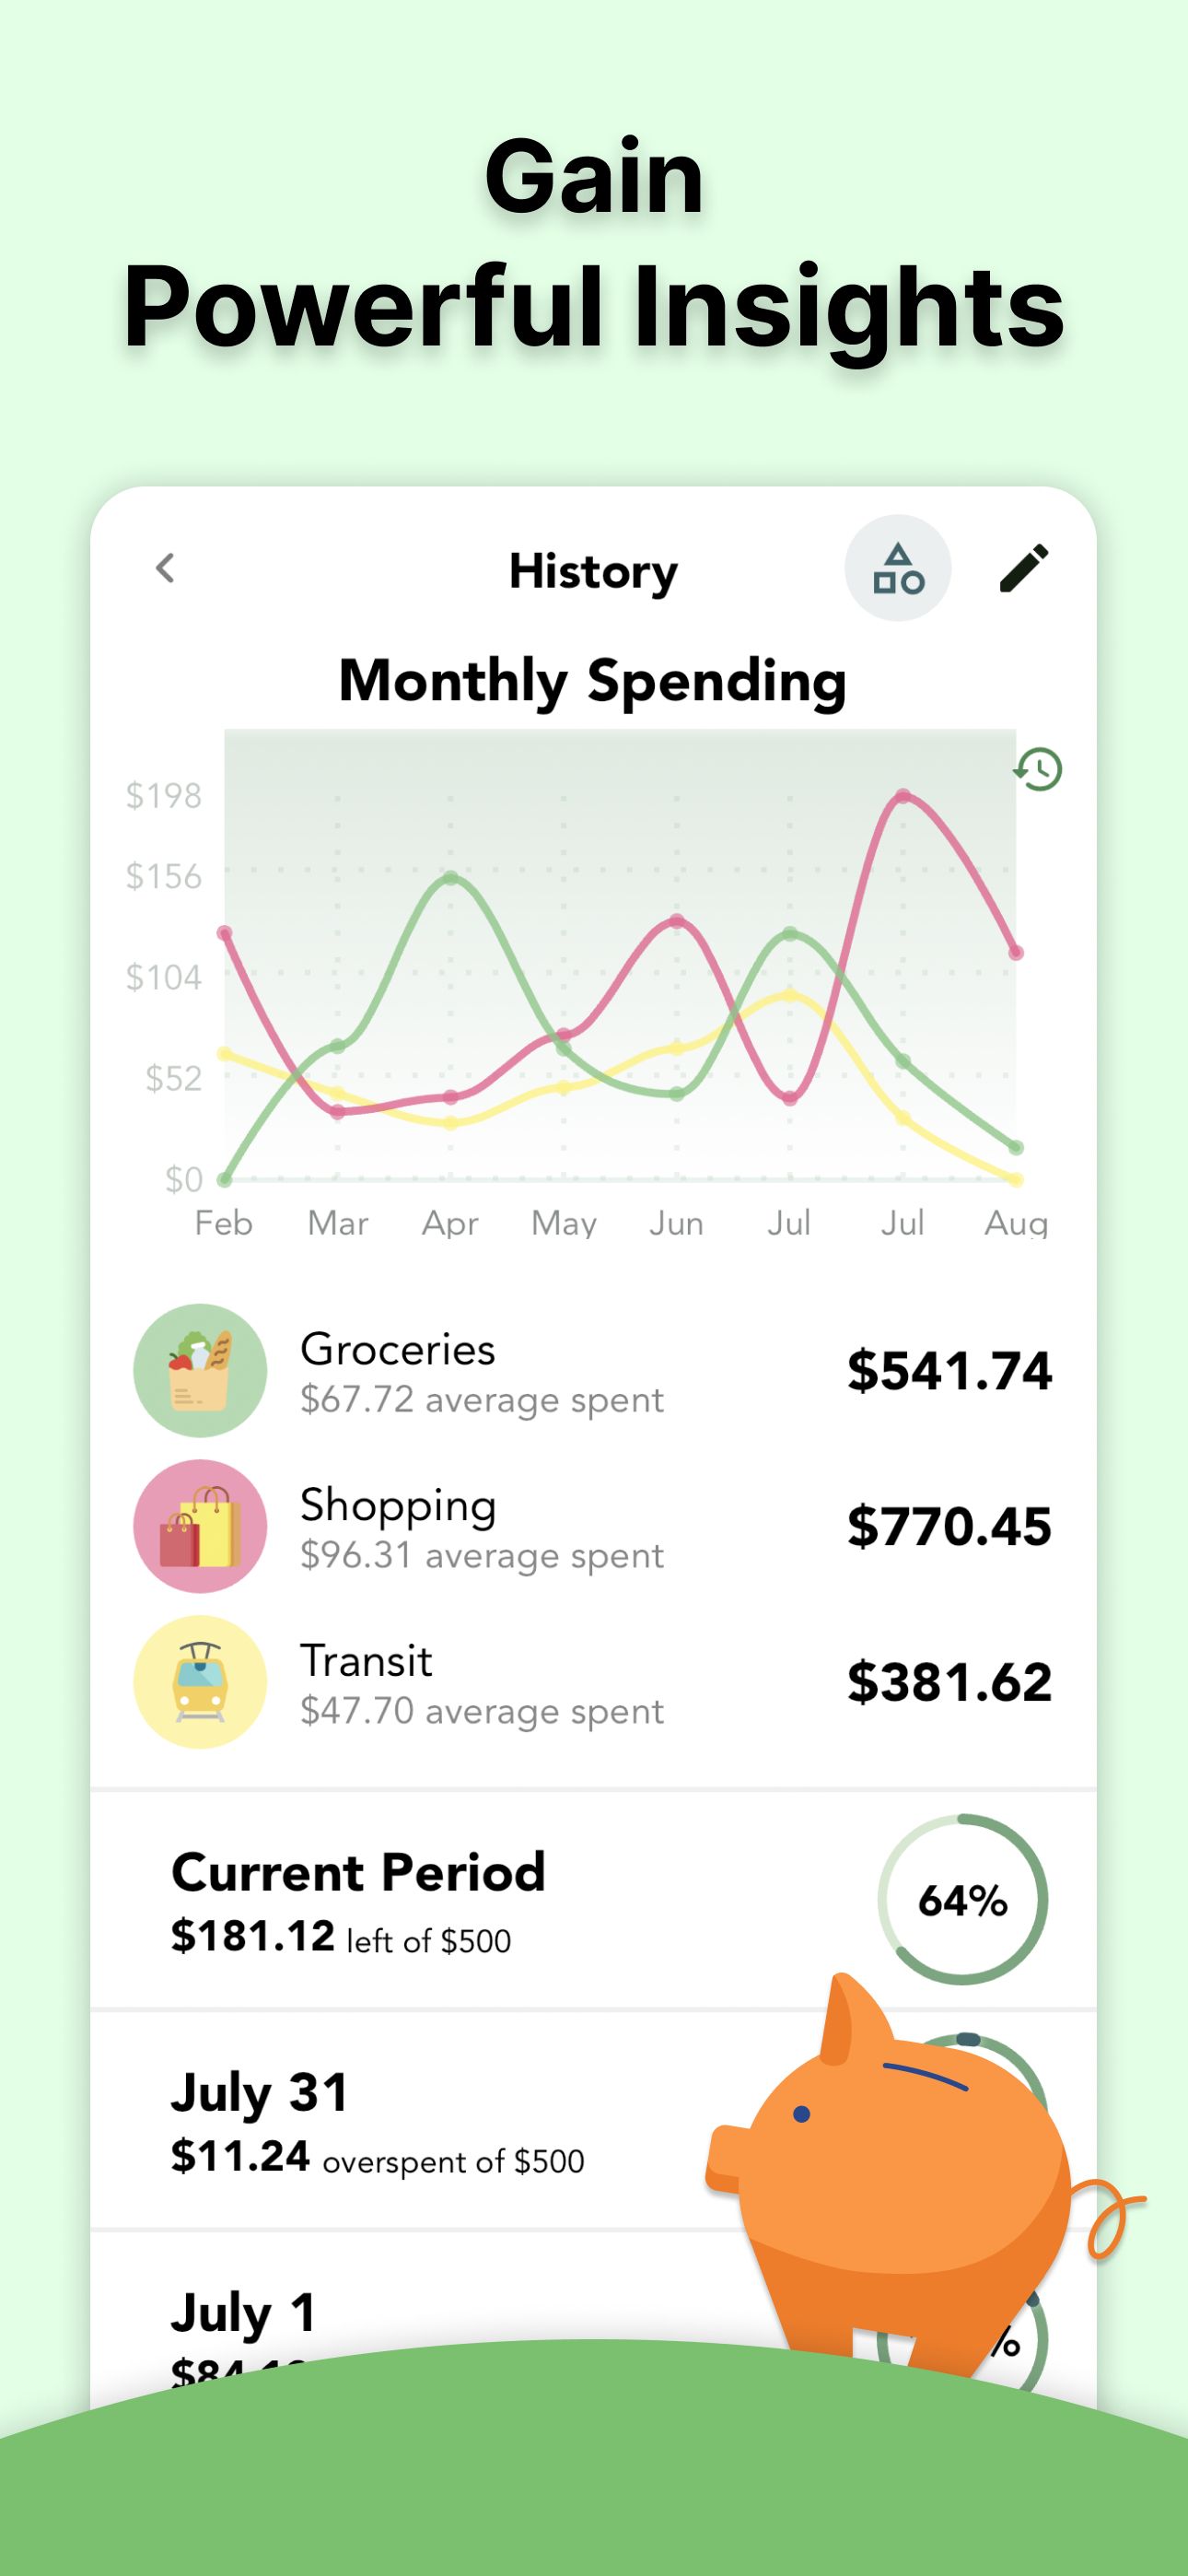 Gain
Powerful Insights
History
Monthly Spending
$198
$156
$104
$52
$0
Feb Mar Apr May Jun Jul Jul Aug
Groceries
$67.72 average spent
$541.74
Shopping
$96.31 average spent
$770.45
Transit
$47.70 average spent
$381.62
Current Period
$181.12 left of $500
64%
July 31
$11.24 overspent of $500
July 1
%